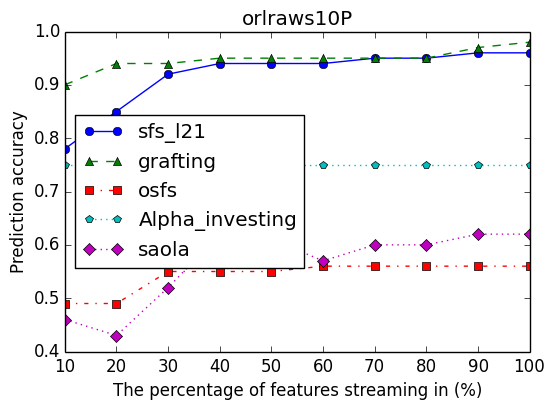 orlraws10P
Prediction accuracy
1.0
0.9
0.8
0.7
0.6
0.5
0.4
sfs_l21
grafting
osfs
Alpha_investing
saola
10 20 30 40 50 60 70 80 90 100
The percentage of features streaming in (%)